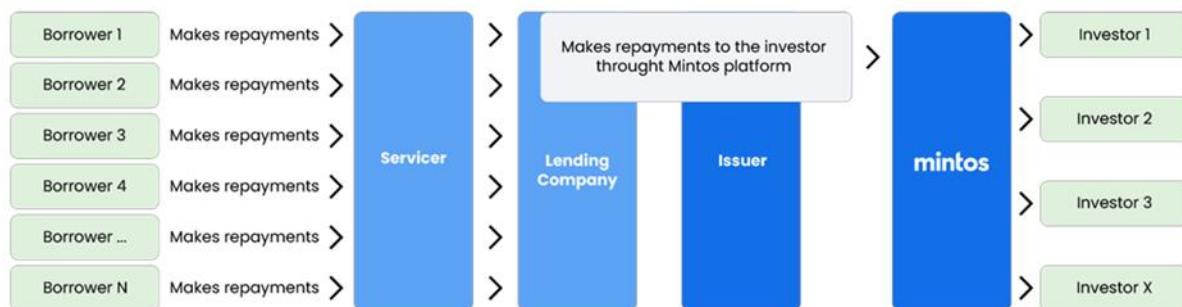 Borrower 1 Makes repayments
Borrower 2 Makes repayments
Borrower 3 Makes repayments
Borrower 4 Makes repayments
Borrower ... Makes repayments
Borrower N Makes repayments
Servicer
Lending
Company
Makes repayments to the investor
throught Mintos platform
Issuer
mintos
Investor 1
Investor 2
Investor 3
Investor X